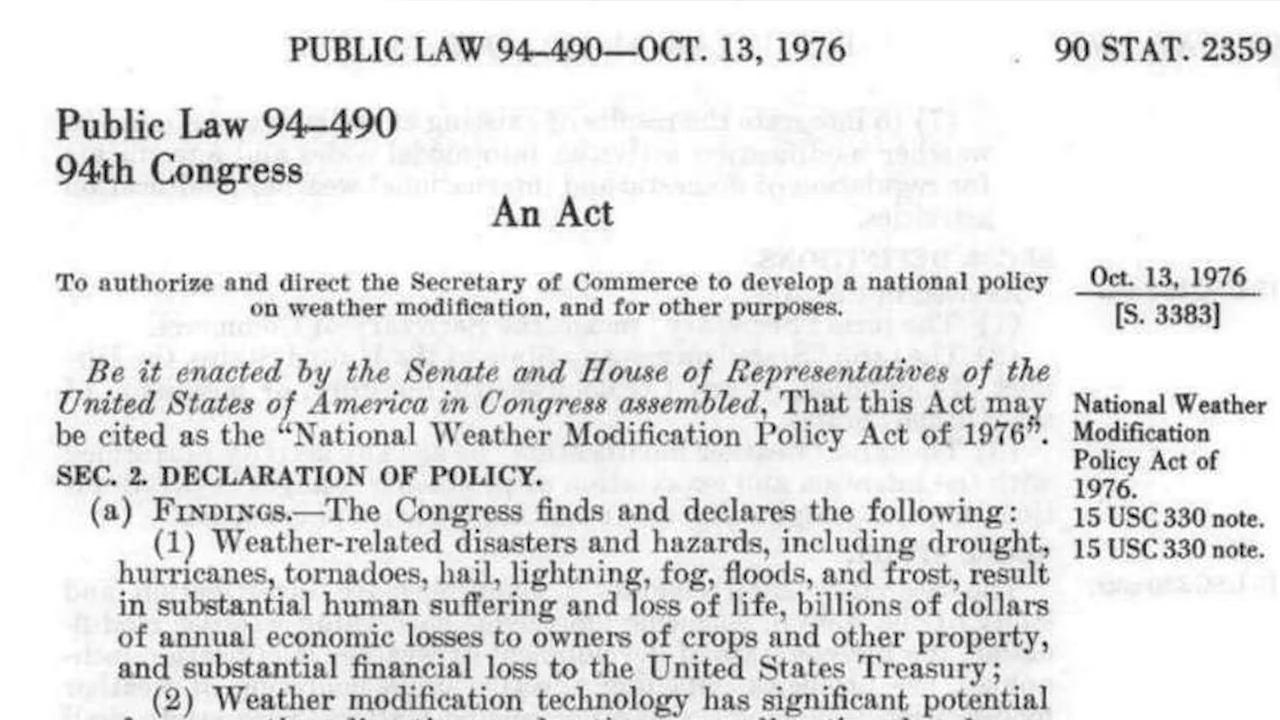 PUBLIC LAW 94–490—OCT. 13, 1976 90 STAT. 2359
Public Law 94–490
94th Congress
An Act
To authorize and direct the Secretary of Commerce to develop a national policy
on weather modification, and for other purposes.
Oct. 13, 1976
[S. 3383]
Be it enacted by the Senate and House of Representatives of the
United States of America in Congress assembled, That this Act may
be cited as the “National Weather Modification Policy Act of 1976”.
National Weather
Modification
Policy Act of
1976.
15 USC 330 note.
15 USC 330 note.
SEC. 2. DECLARATION OF POLICY.
(a) FINDINGS.—The Congress finds and declares the following:
(1) Weather-related disasters and hazards, including drought,
hurricanes, tornadoes, hail, lightning, fog, floods, and frost, result
in substantial human suffering and loss of life, billions of dollars
of annual economic losses to owners of crops and other property,
and substantial financial loss to the United States Treasury;
(2) Weather modification technology has significant potential